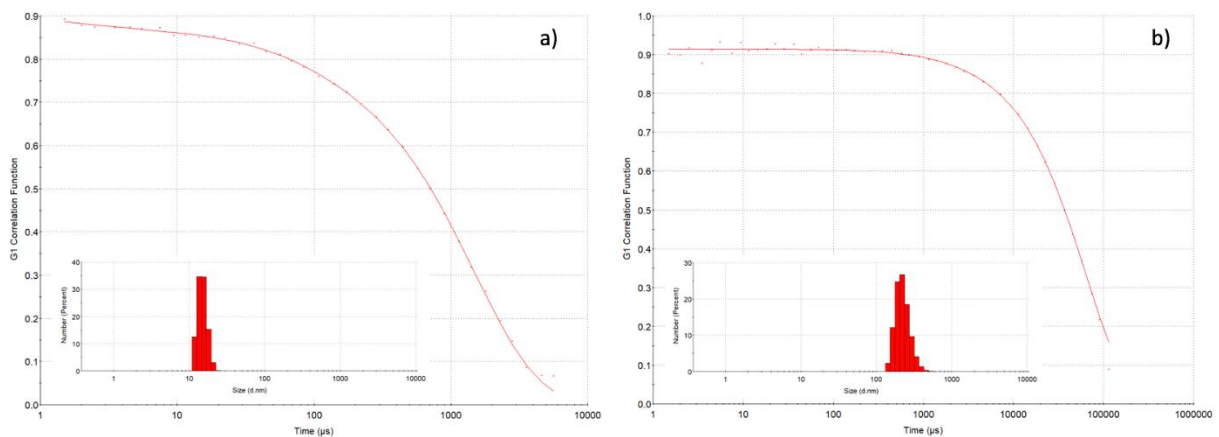 a)
0.9
0.8
0.7
0.6
0.5
0.4
0.3
0.2
0.1
0.0
G1 Correlation Function
1 10 100 1000 10000
Time (µs)
40
30
20
10
0
Number (Percent)
1 10 100 1000 10000
Size (d.nm)
b)
1.0
0.9
0.8
0.7
0.6
0.5
0.4
0.3
0.2
0.1
0.0
G1 Correlation Function
1 10 100 1000 10000 100000 1000000
Time (µs)
30
20
10
0
Number (Percent)
1 10 100 1000 10000
Size (d.nm)